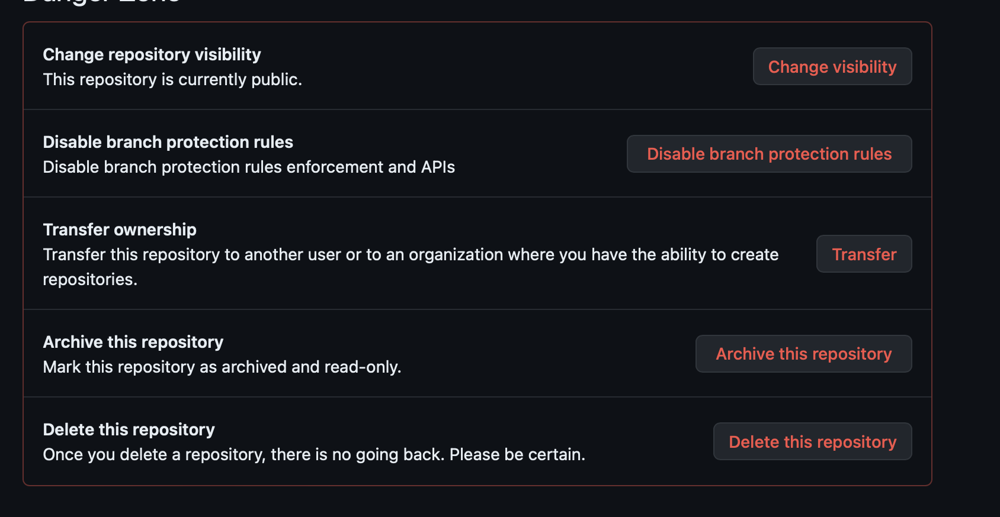 Danger Zone
Change repository visibility
This repository is currently public.
Change visibility
Disable branch protection rules
Disable branch protection rules enforcement and APIs
Disable branch protection rules
Transfer ownership
Transfer this repository to another user or to an organization where you have the ability to create
repositories.
Transfer
Archive this repository
Mark this repository as archived and read-only.
Archive this repository
Delete this repository
Once you delete a repository, there is no going back. Please be certain.
Delete this repository